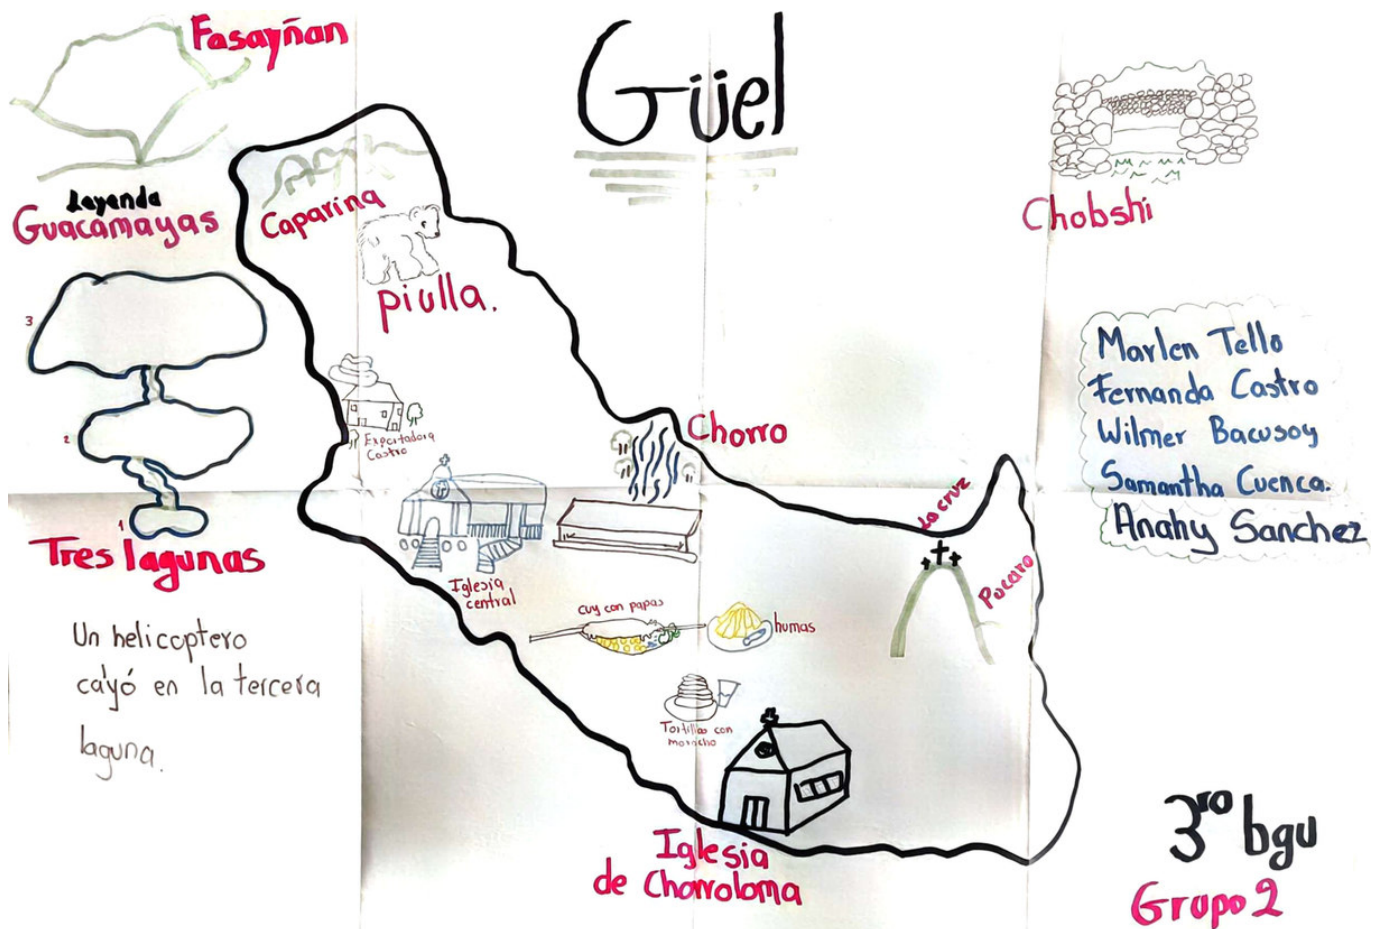 Güel
Fasayñan
Leyenda
Guacamayas
3
2
1
Tres lagunas
Un helicoptero
cayó en la tercera
laguna.
Caparina
piulla.
Exportadora
Castro
Iglesia
central
Chorro
cuy con papas
humas
Tortillas con
morocho
La cruz
Pucaro
Iglesia
de Chorroloma
Chobshi
Marlen Tello
Fernanda Castro
Wilmer Bacusoy
Samantha Cuenca.
Anahy Sanchez
3ro bgu
Grupo 2